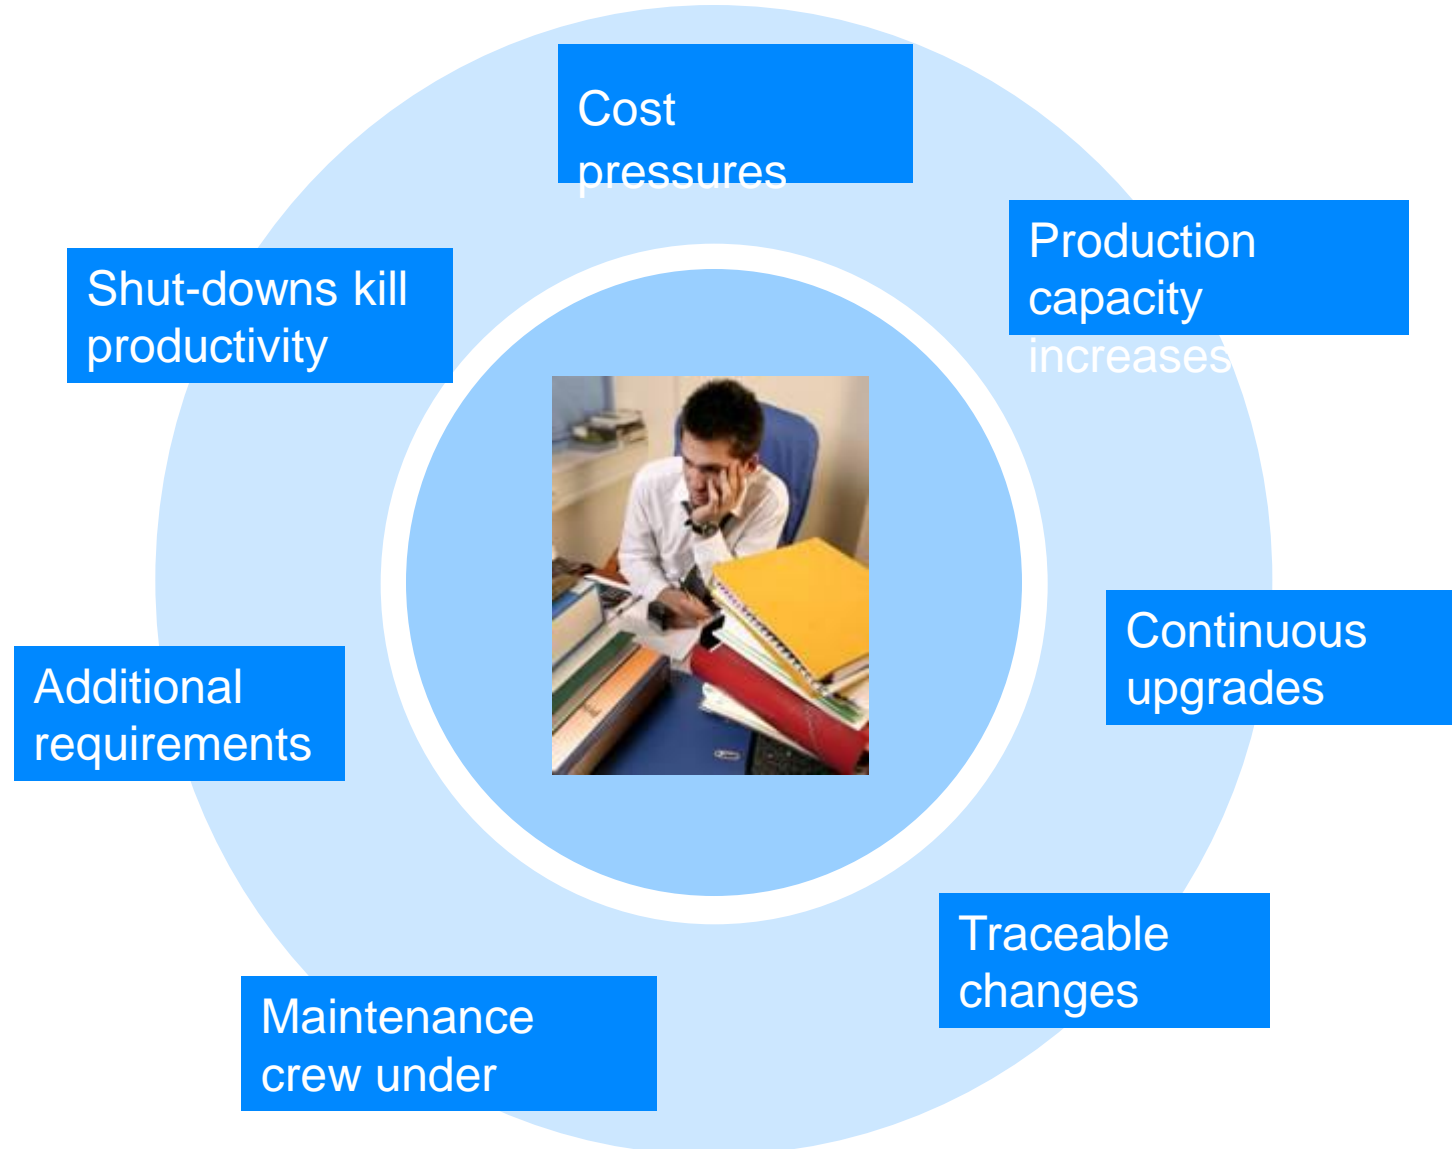 Cost
pressures
Production
capacity
increases
Shut-downs kill
productivity
Continuous
upgrades
Additional
requirements
Traceable
changes
Maintenance
crew under